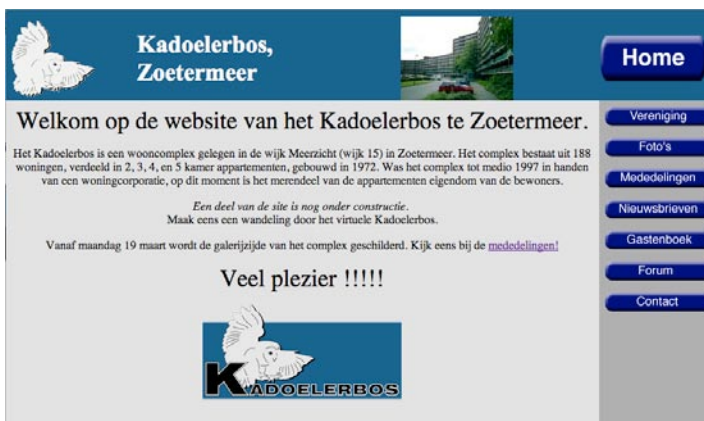 Kadoelerbos,
Zoetermeer
Home
Welkom op de website van het Kadoelerbos te Zoetermeer.
Het Kadoelerbos is een wooncomplex gelegen in de wijk Meerzicht (wijk 15) in Zoetermeer. Het complex bestaat uit 188
woningen, verdeeld in 2, 3, 4, en 5 kamer appartementen, gebouwd in 1972. Was het complex tot medio 1997 in handen
van een woningcorporatie, op dit moment is het merendeel van de appartementen eigendom van de bewoners.
Een deel van de site is nog onder constructie.
Maak eens een wandeling door het virtuele Kadoelerbos.
Vanaf maandag 19 maart wordt de galerijzijde van het complex geschilderd. Kijk eens bij de mededelingen!
Veel plezier !!!!!
KADOELERBOS
Vereniging
Foto's
Mededelingen
Nieuwsbrieven
Gastenboek
Forum
Contact